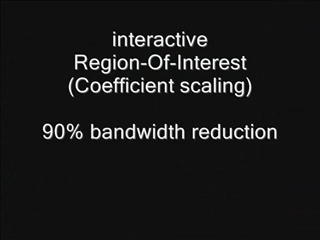 interactive
Region-Of-Interest
(Coefficient scaling)
90% bandwidth reduction